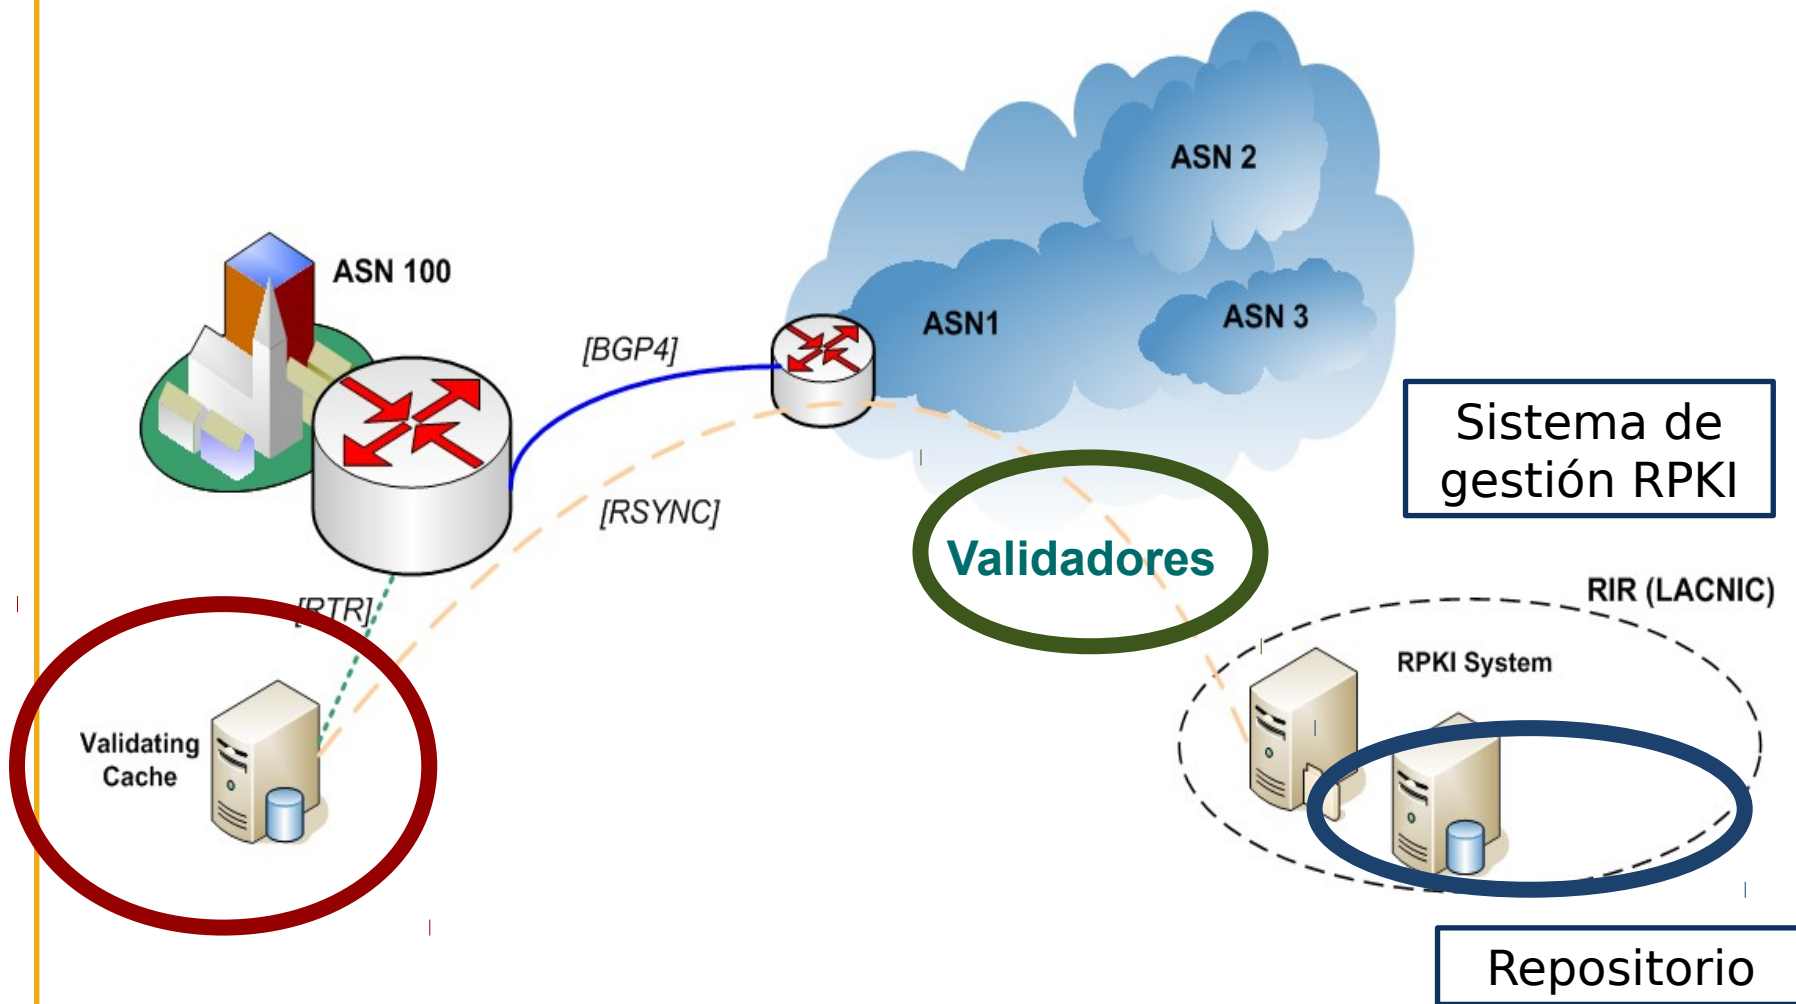 ASN 2
ASN 100
ASN1
ASN 3
[BGP4]
Sistema de
gestión RPKI
[RSYNC]
Validadores
RIR (LACNIC)
[RTR]
RPKI System
Validating
Cache
Repositorio